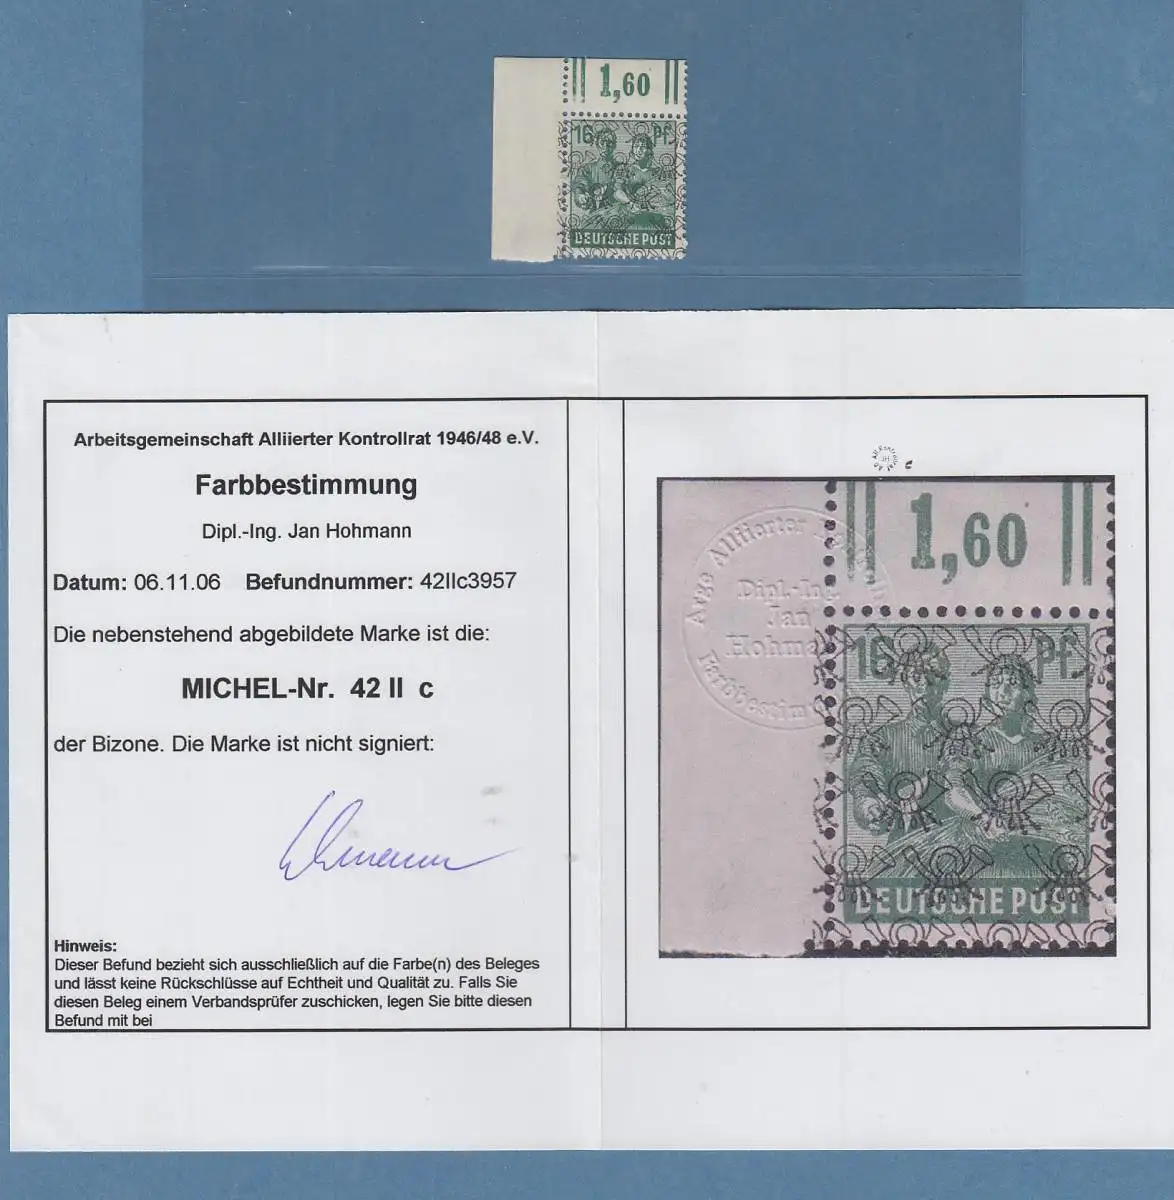 1,60
16 Pf.
DEUTSCHE POST
Arbeitsgemeinschaft Alliierter Kontrollrat 1946/48 e.V.
Farbbestimmung
Dipl.-Ing. Jan Hohmann
Datum: 06.11.06 Befundnummer: 42IIc3957
Die nebenstehend abgebildete Marke ist die:
MICHEL-Nr. 42 II c
der Bizone. Die Marke ist nicht signiert:
Hinweis:
Dieser Befund bezieht sich ausschließlich auf die Farbe(n) des Beleges
und lässt keine Rückschlüsse auf Echtheit und Qualität zu. Falls Sie
diesen Beleg einem Verbandsprüfer zuschicken, legen Sie bitte diesen
Befund mit bei
c
1,60
Arge Alliierter
Dipl.-Ing.
Jan
16 Pf.
DEUTSCHE POST